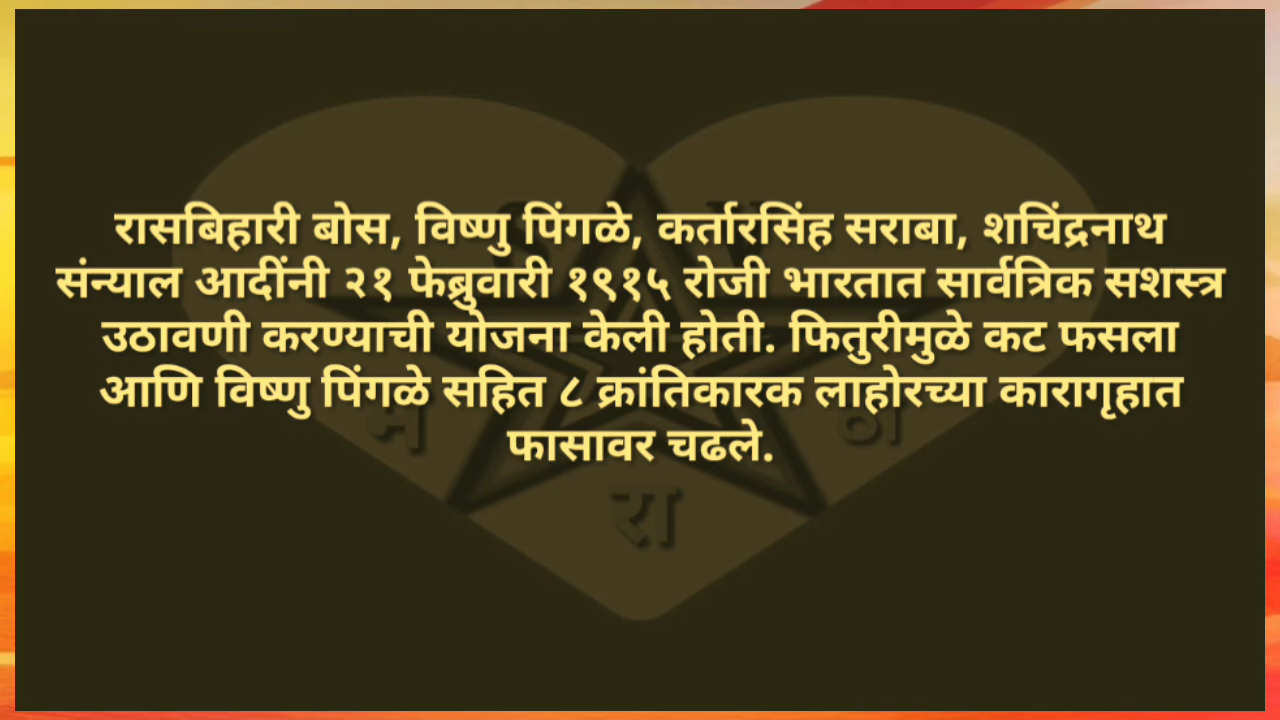 रासबिहारी बोस, विष्णु पिंगळे, कर्तारसिंह सराबा, शचिंद्रनाथ
संन्याल आदींनी २१ फेब्रुवारी १९१५ रोजी भारतात सार्वत्रिक सशस्त्र
उठावणी करण्याची योजना केली होती. फितुरीमुळे कट फसला
आणि विष्णु पिंगळे सहित ८ क्रांतिकारक लाहोरच्या कारागृहात
फासावर चढले.
म
ठा
रा